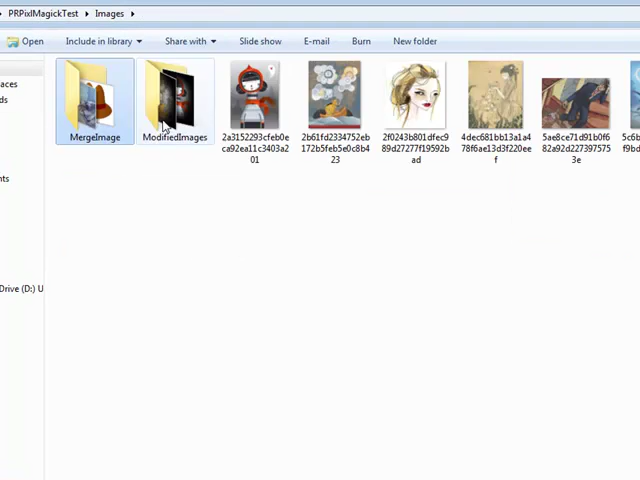 PRPixIMagickTest ▸ Images ▸
Open
Include in library
Share with
Slide show
E-mail
Burn
New folder
aces
ds
nts
Drive (D:) U
MergeImage
ModifiedImages
2a3152293cfeb0e
ca92ea11c3403a2
01
2b61fd2334752eb
172b5feb5e0c8b4
23
2f0243b801dfec9
89d27277f19592b
ad
4dec681bb13a1a4
78f6ae13d3f220ee
f
5ae8ce71d91b0f6
82a92d227397575
3e
5c6b
f9bd